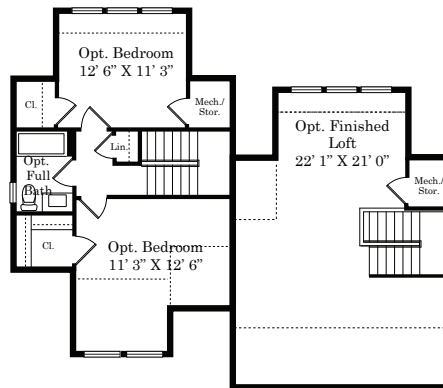 Opt. Bedroom
12' 6" X 11' 3"
Cl.
Mech./
Stor.
Lin.
Opt.
Full
Bath
Cl.
Opt. Bedroom
11' 3" X 12' 6"
Opt. Finished
Loft
22' 1" X 21' 0"
Mech./
Stor.